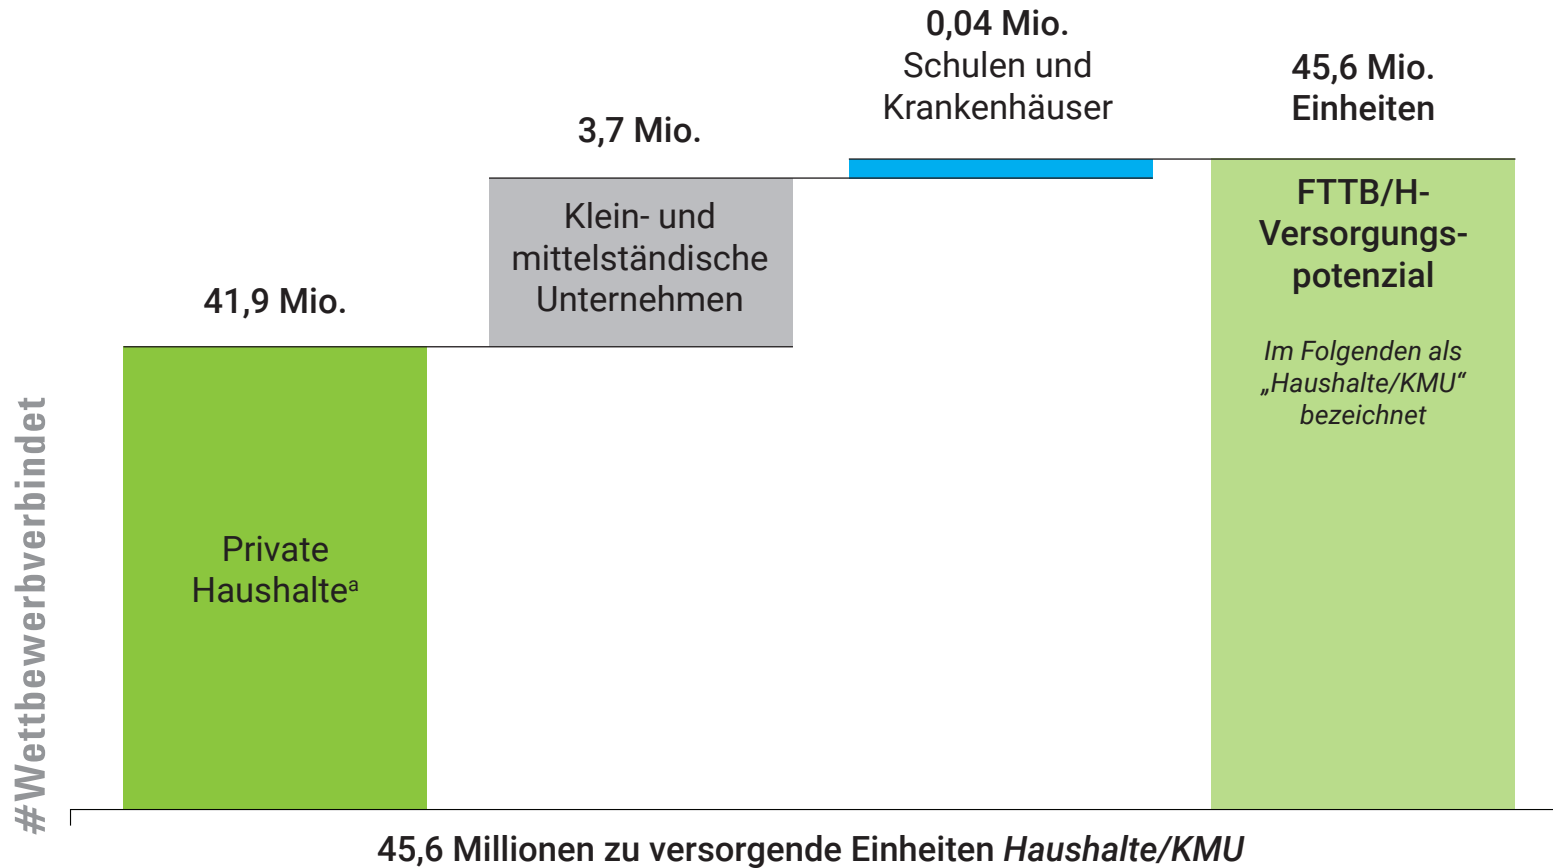 0,04 Mio.
Schulen und
Krankenhäuser
45,6 Mio.
Einheiten
3,7 Mio.
Klein- und
mittelständische
Unternehmen
FTTB/H-
Versorgungs-
potenzial
41,9 Mio.
Im Folgenden als
„Haushalte/KMU“
bezeichnet
Private
Haushalteᵃ
#Wettbewerbverbindet
45,6 Millionen zu versorgende Einheiten Haushalte/KMU